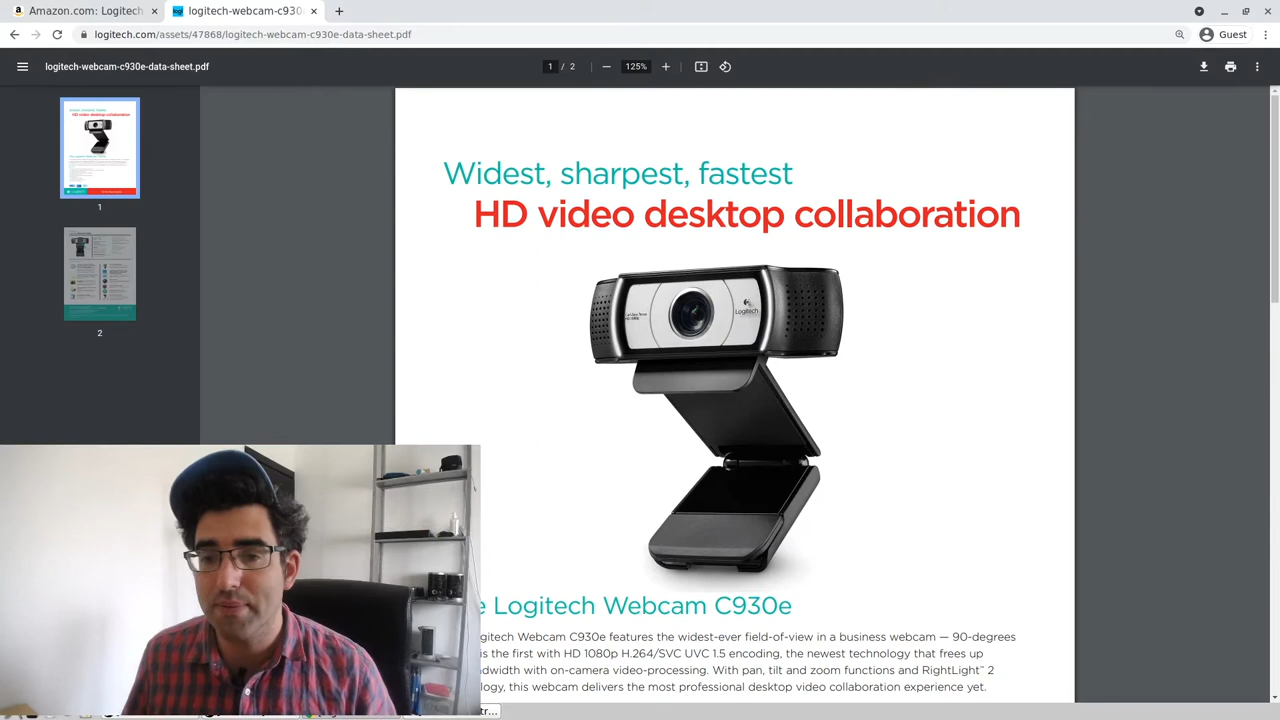 Amazon.com: Logitech
logitech-webcam-c930
logitech.com/assets/47868/logitech-webcam-c930e-data-sheet.pdf
Guest
logitech-webcam-c930e-data-sheet.pdf
1 / 2
125%
1
2
Widest, sharpest, fastest
HD video desktop collaboration
Logitech
e Logitech Webcam C930e
gitech Webcam C930e features the widest-ever field-of-view in a business webcam — 90-degrees
is the first with HD 1080p H.264/SVC UVC 1.5 encoding, the newest technology that frees up
dwidth with on-camera video-processing. With pan, tilt and zoom functions and RightLight™ 2
logy, this webcam delivers the most professional desktop video collaboration experience yet.